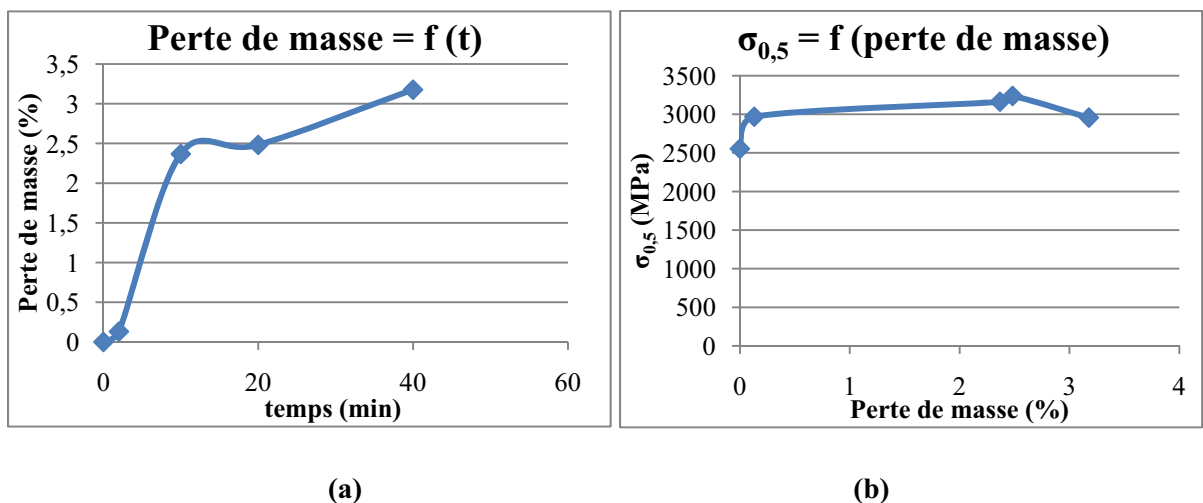 Perte de masse = f (t)
Perte de masse (%)
3,5
3
2,5
2
1,5
1
0,5
0
0 20 40 60
temps (min)
(a)
σ0,5 = f (perte de masse)
σ0,5 (MPa)
3500
3000
2500
2000
1500
1000
500
0
0 1 2 3 4
Perte de masse (%)
(b)